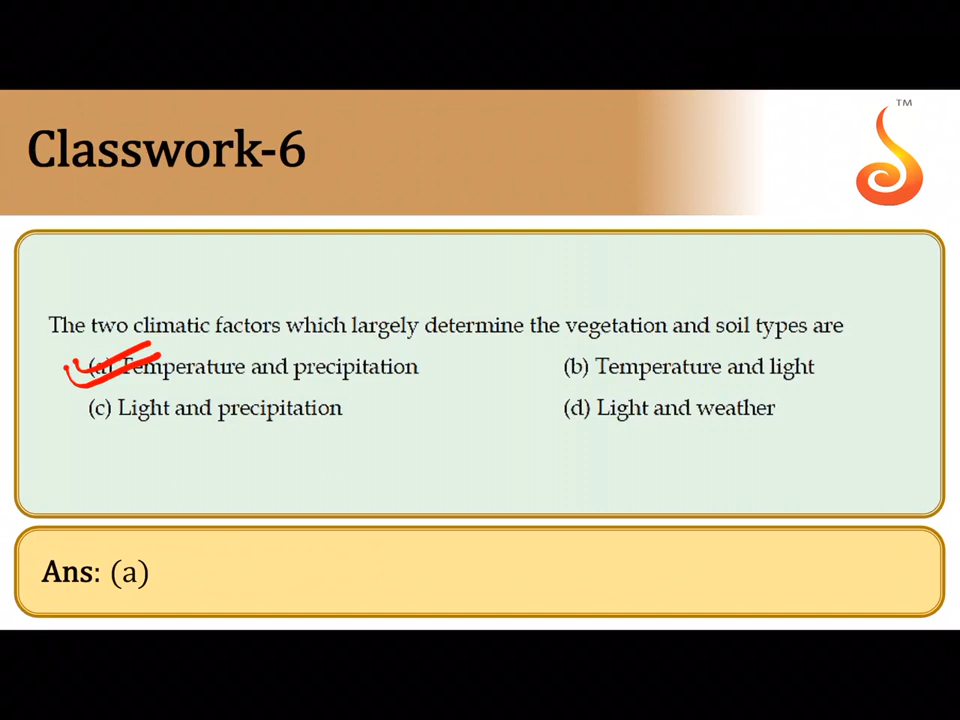 TM
Classwork-6
The two climatic factors which largely determine the vegetation and soil types are
(a) Temperature and precipitation (b) Temperature and light
(c) Light and precipitation (d) Light and weather
Ans: (a)